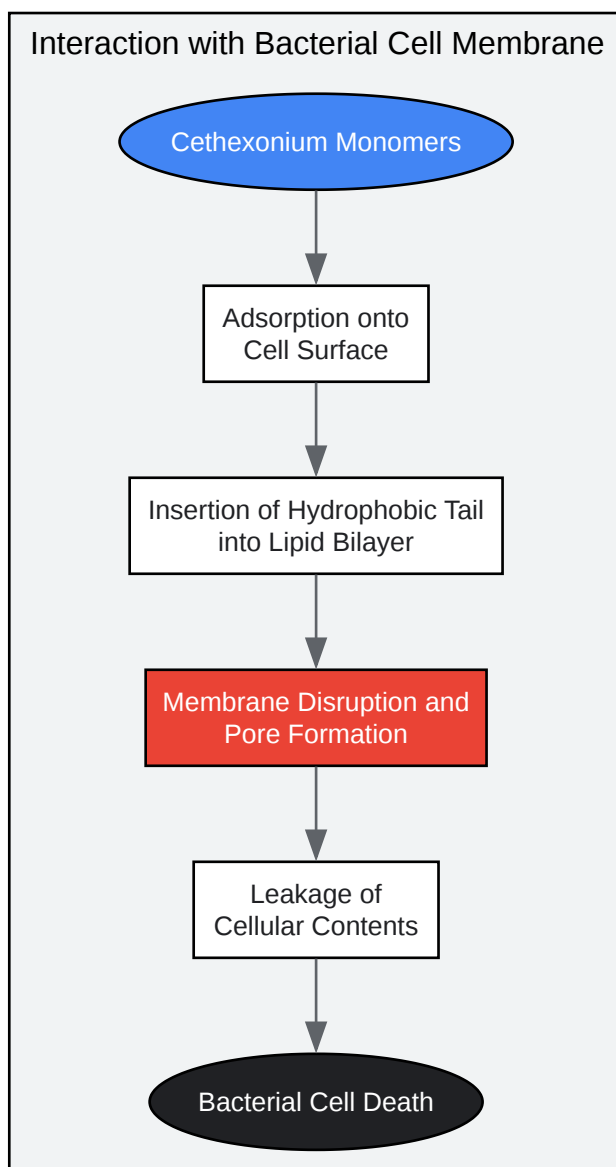 Interaction with Bacterial Cell Membrane
Cethexonium Monomers
Adsorption onto
Cell Surface
Insertion of Hydrophobic Tail
into Lipid Bilayer
Membrane Disruption and
Pore Formation
Leakage of
Cellular Contents
Bacterial Cell Death